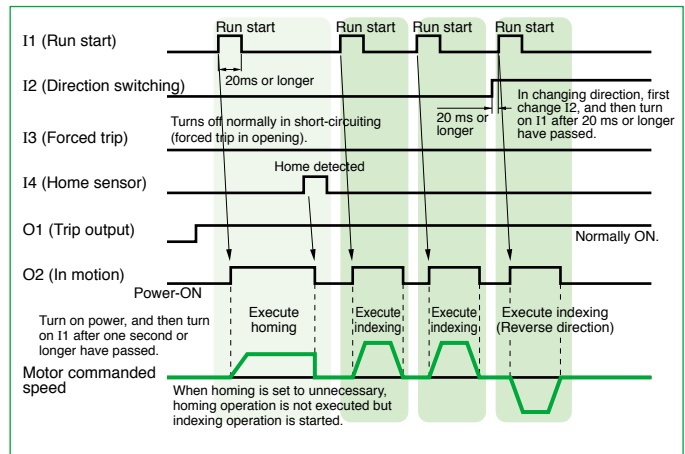 Run start
Run start
Run start
Run start
I1 (Run start)
20ms or longer
I2 (Direction switching)
20 ms or
longer
In changing direction, first
change I2, and then turn
on I1 after 20 ms or longer
have passed.
Turns off normally in short-circuiting
(forced trip in opening).
I3 (Forced trip)
Home detected
I4 (Home sensor)
O1 (Trip output)
Normally ON.
O2 (In motion)
Power-ON
Turn on power, and then turn
on I1 after one second or
longer have passed.
Execute
homing
Execute
indexing
Execute
indexing
Execute indexing
(Reverse direction)
Motor commanded
speed
When homing is set to unnecessary,
homing operation is not executed but
indexing operation is started.